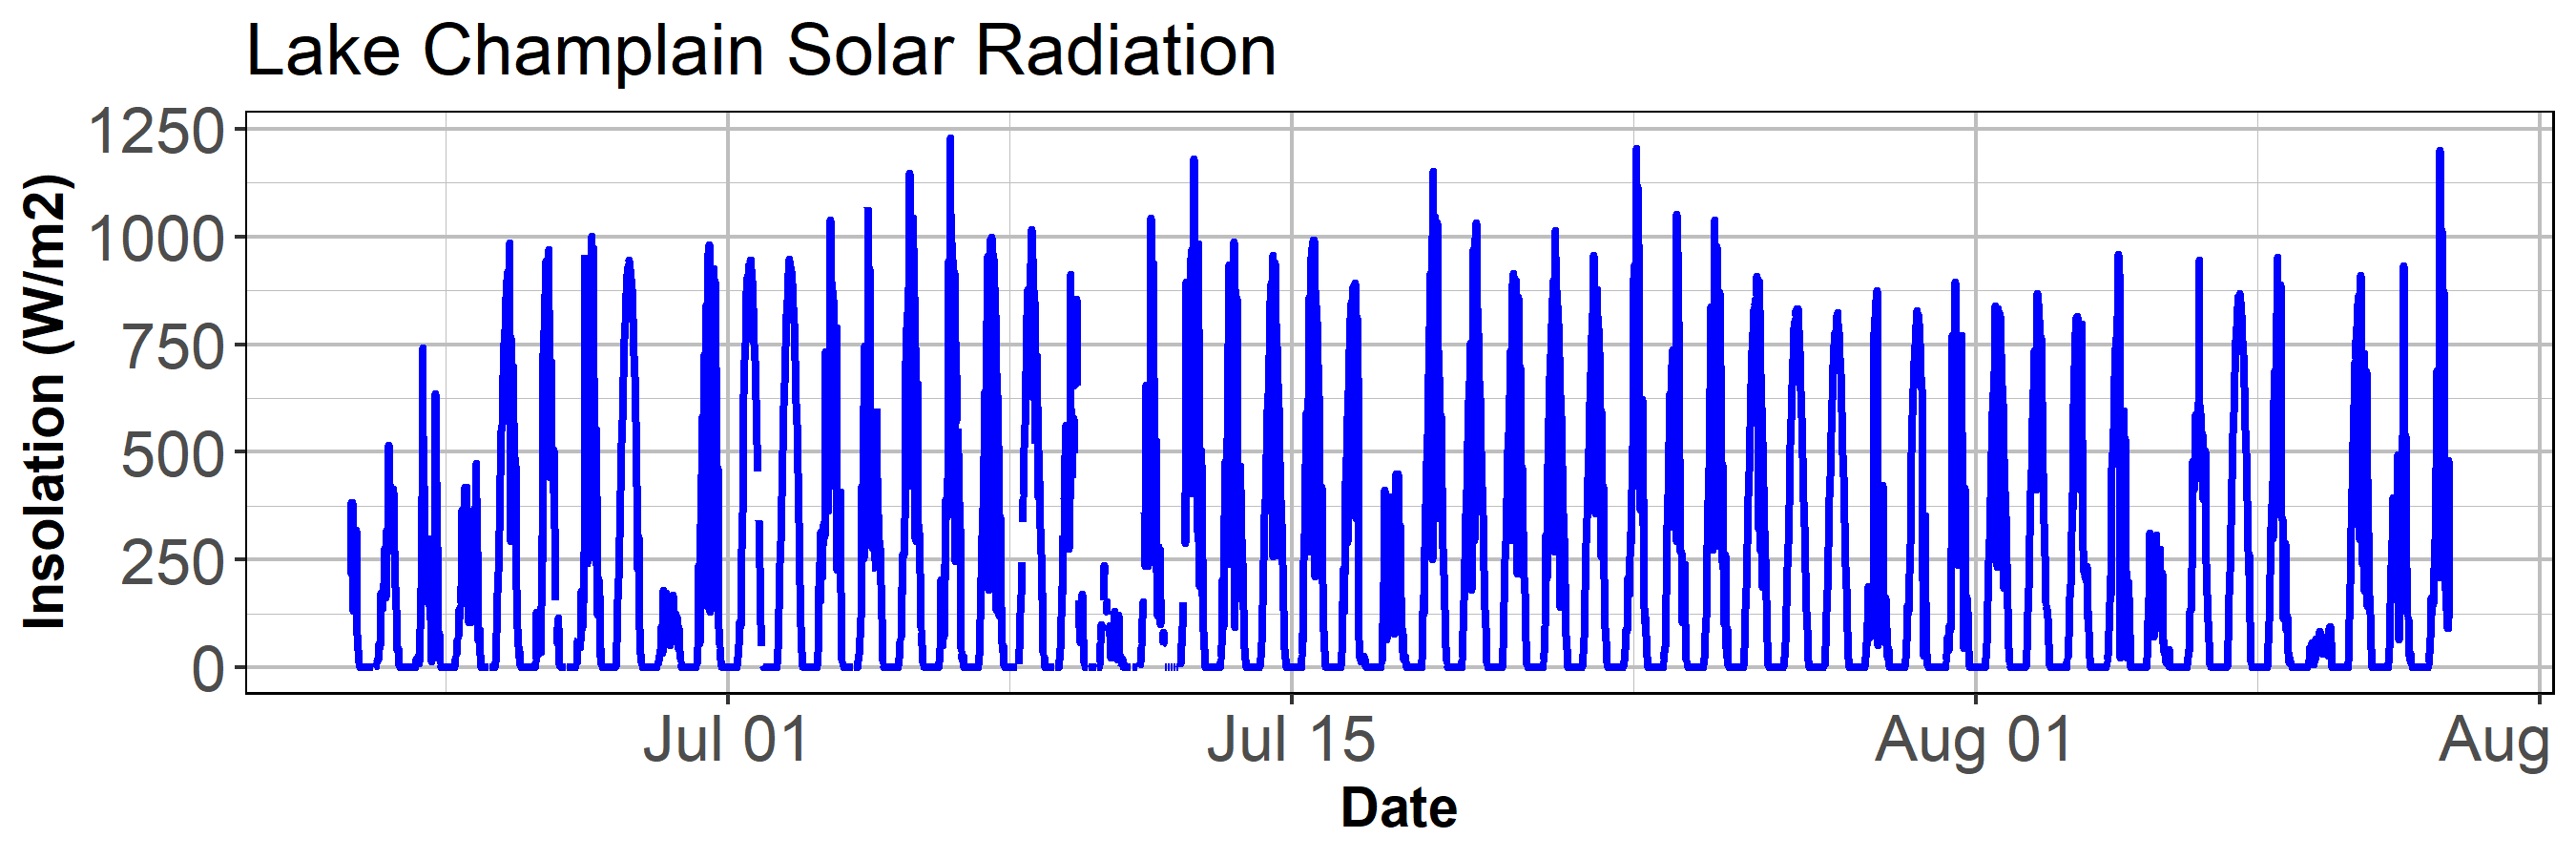 Lake Champlain Solar Radiation
1250
1000
750
500
250
0
Insolation (W/m2)
Jul 01
Jul 15
Aug 01
Aug
Date